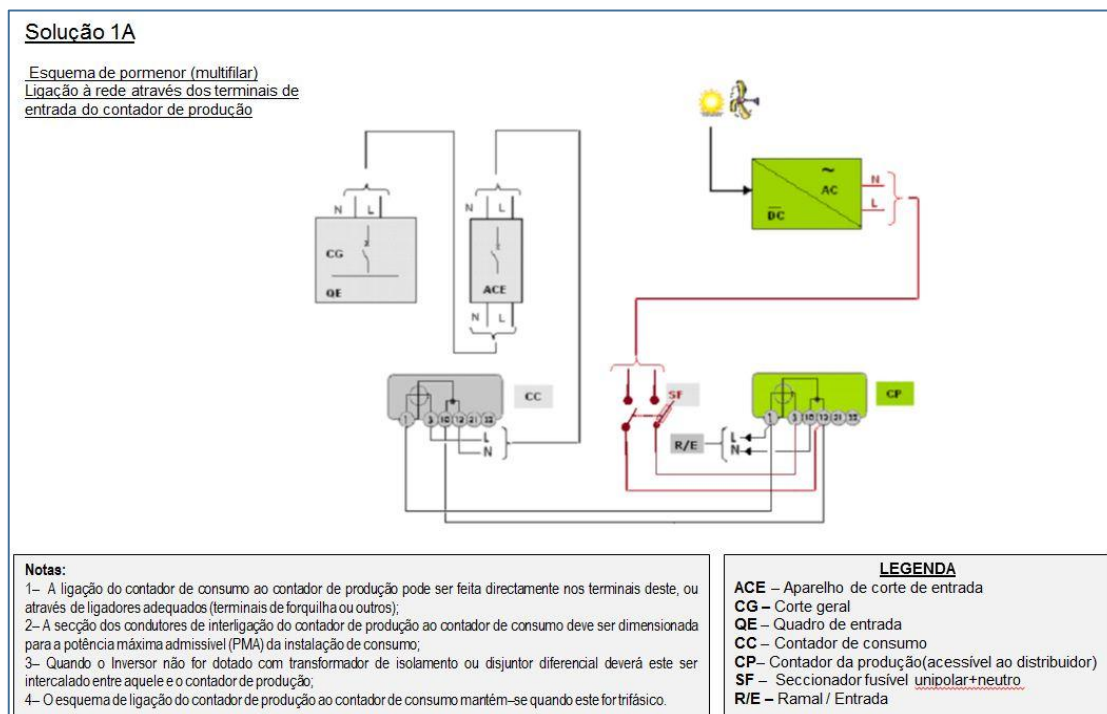 Solução 1A
Esquema de pormenor (multifilar)
Ligação à rede através dos terminais de
entrada do contador de produção
N L
CG
QE
N L
ACE
N L
~
AC
DC
N
L
CC
1 3 10 12 21 22
L
N
SF
R/E
L
N
CP
1 3 10 12 21 22
Notas:
1– A ligação do contador de consumo ao contador de produção pode ser feita directamente nos terminais deste, ou
através de ligadores adequados (terminais de forquilha ou outros);
2– A secção dos condutores de interligação do contador de produção ao contador de consumo deve ser dimensionada
para a potência máxima admissível (PMA) da instalação de consumo;
3– Quando o Inversor não for dotado com transformador de isolamento ou disjuntor diferencial deverá este ser
intercalado entre aquele e o contador de produção;
4– O esquema de ligação do contador de produção ao contador de consumo mantém–se quando este for trifásico.
LEGENDA
ACE – Aparelho de corte de entrada
CG – Corte geral
QE – Quadro de entrada
CC – Contador de consumo
CP– Contador da produção(acessível ao distribuidor)
SF – Seccionador fusível unipolar+neutro
R/E – Ramal / Entrada